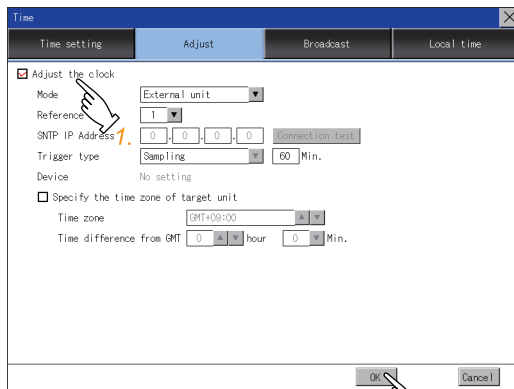 Time
Time setting Adjust Broadcast Local time
Adjust the clock
Mode External unit
Reference 1
SNTP IP Address 0 . 0 . 0 . 0 Connection test
1.
Trigger type Sampling 60 Min.
Device No setting
Specify the time zone of target unit
Time zone GMT+09:00
Time difference from GMT 0 hour 0 Min.
OK Cancel